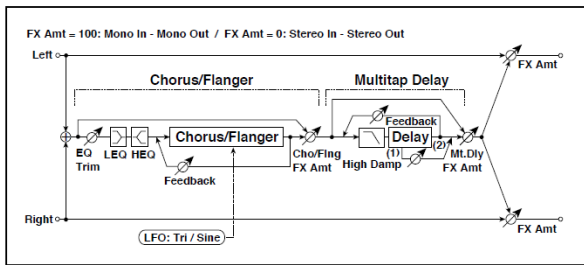 FX Amt = 100: Mono In - Mono Out / FX Amt = 0: Stereo In - Stereo Out
Left
FX Amt
Chorus/Flanger Multitap Delay
Feedback
EQ Trim LEQ HEQ Chorus/Flanger Cho/Flng FX Amt Delay Mt.Dly FX Amt
(1) (2)
High Damp
Feedback
Right
FX Amt
LFO: Tri / Sine